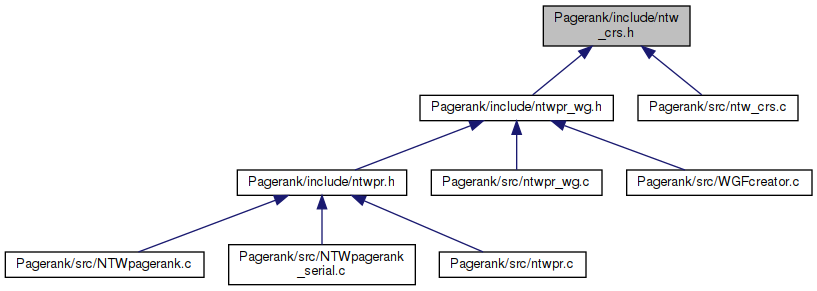 Pagerank/include/ntw
_crs.h
Pagerank/include/ntwpr_wg.h
Pagerank/src/ntw_crs.c
Pagerank/include/ntwpr.h
Pagerank/src/ntwpr_wg.c
Pagerank/src/WGFcreator.c
Pagerank/src/NTWpagerank.c
Pagerank/src/NTWpagerank
_serial.c
Pagerank/src/ntwpr.c